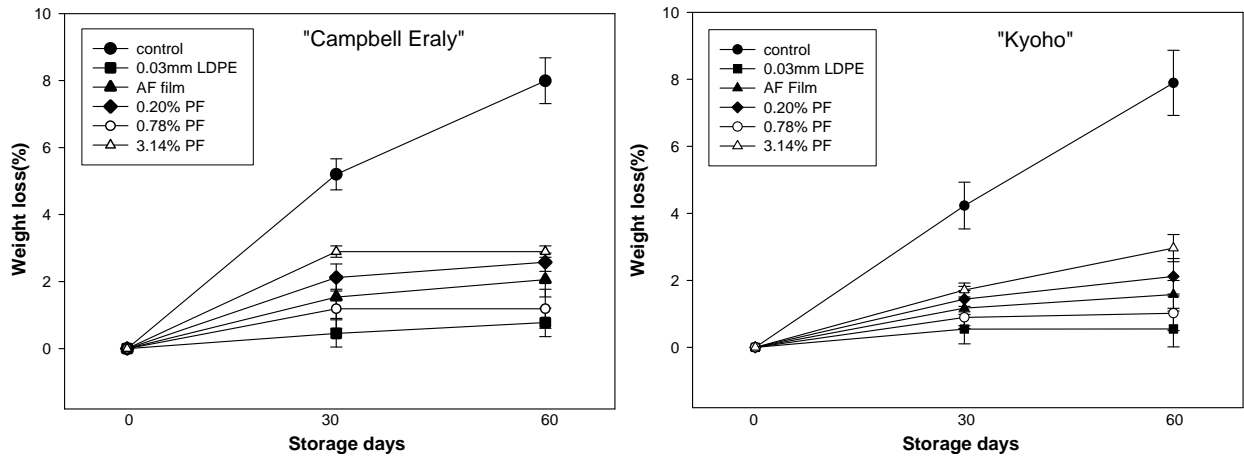 "Campbell Eraly"
control
0.03mm LDPE
AF film
0.20% PF
0.78% PF
3.14% PF
Weight loss(%)
10
8
6
4
2
0
0
30
60
Storage days
"Kyoho"
control
0.03mm LDPE
AF Film
0.20% PF
0.78% PF
3.14% PF
Weight loss(%)
10
8
6
4
2
0
0
30
60
Storage days